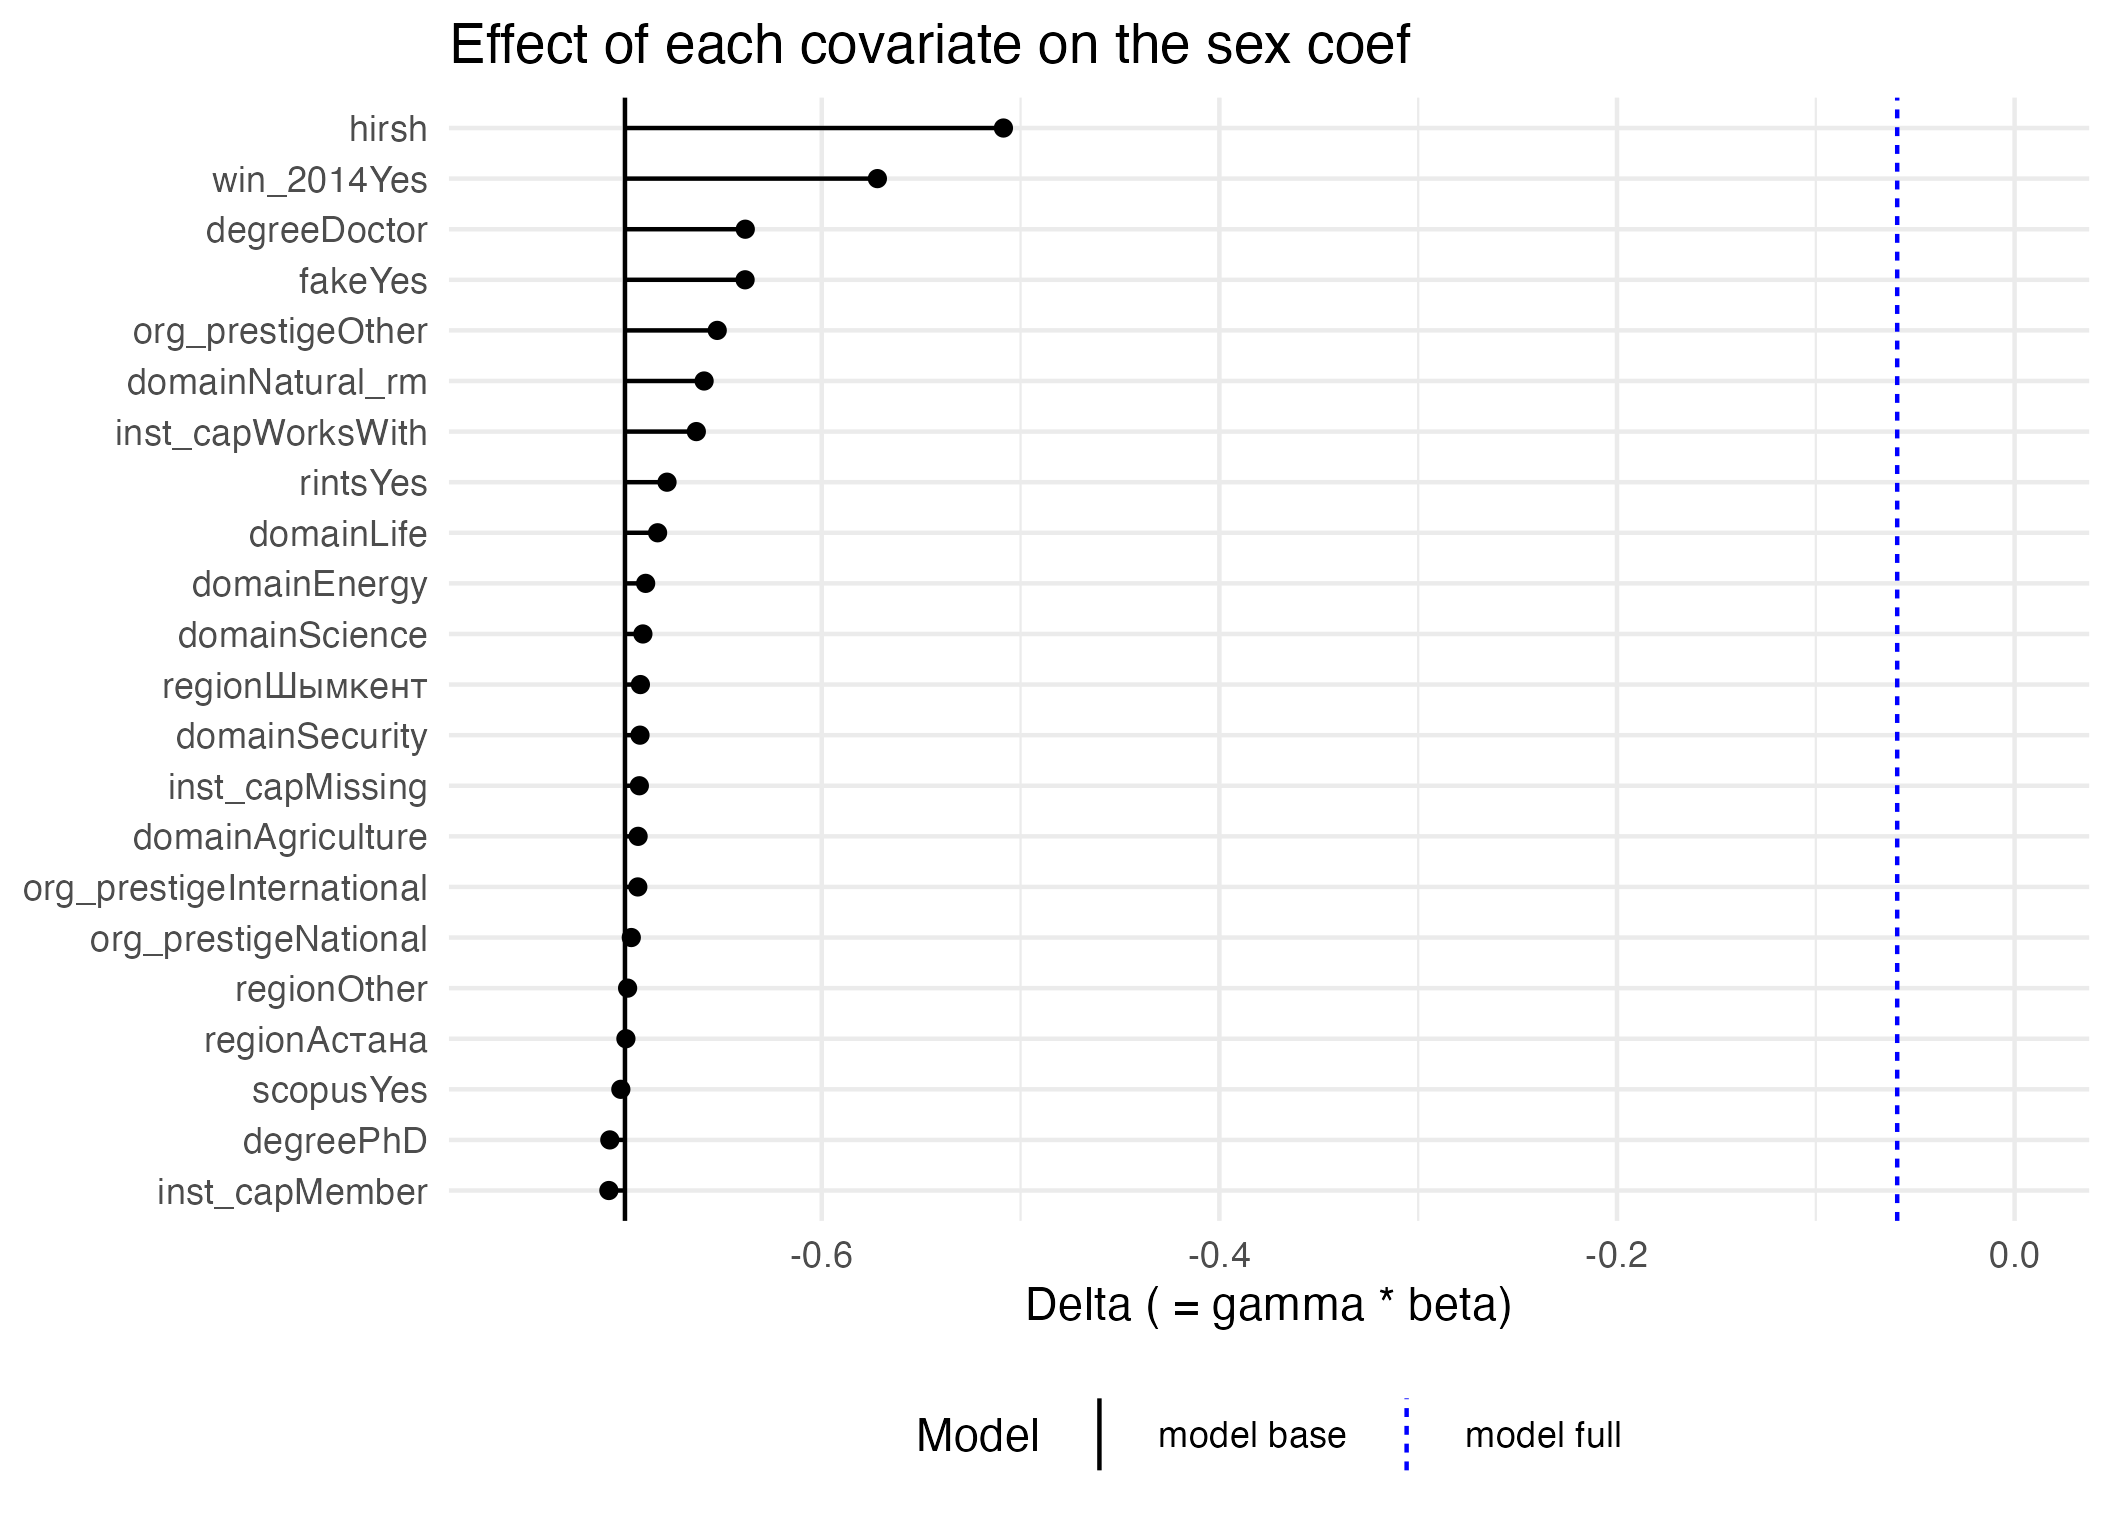 Effect of each covariate on the sex coef
hirsh
win_2014Yes
degreeDoctor
fakeYes
org_prestigeOther
domainNatural_rm
inst_capWorksWith
rintsYes
domainLife
domainEnergy
domainScience
regionШымкент
domainSecurity
inst_capMissing
domainAgriculture
org_prestigeInternational
org_prestigeNational
regionOther
regionАстана
scopusYes
degreePhD
inst_capMember
-0.6 -0.4 -0.2 0.0
Delta ( = gamma * beta)
Model model base model full